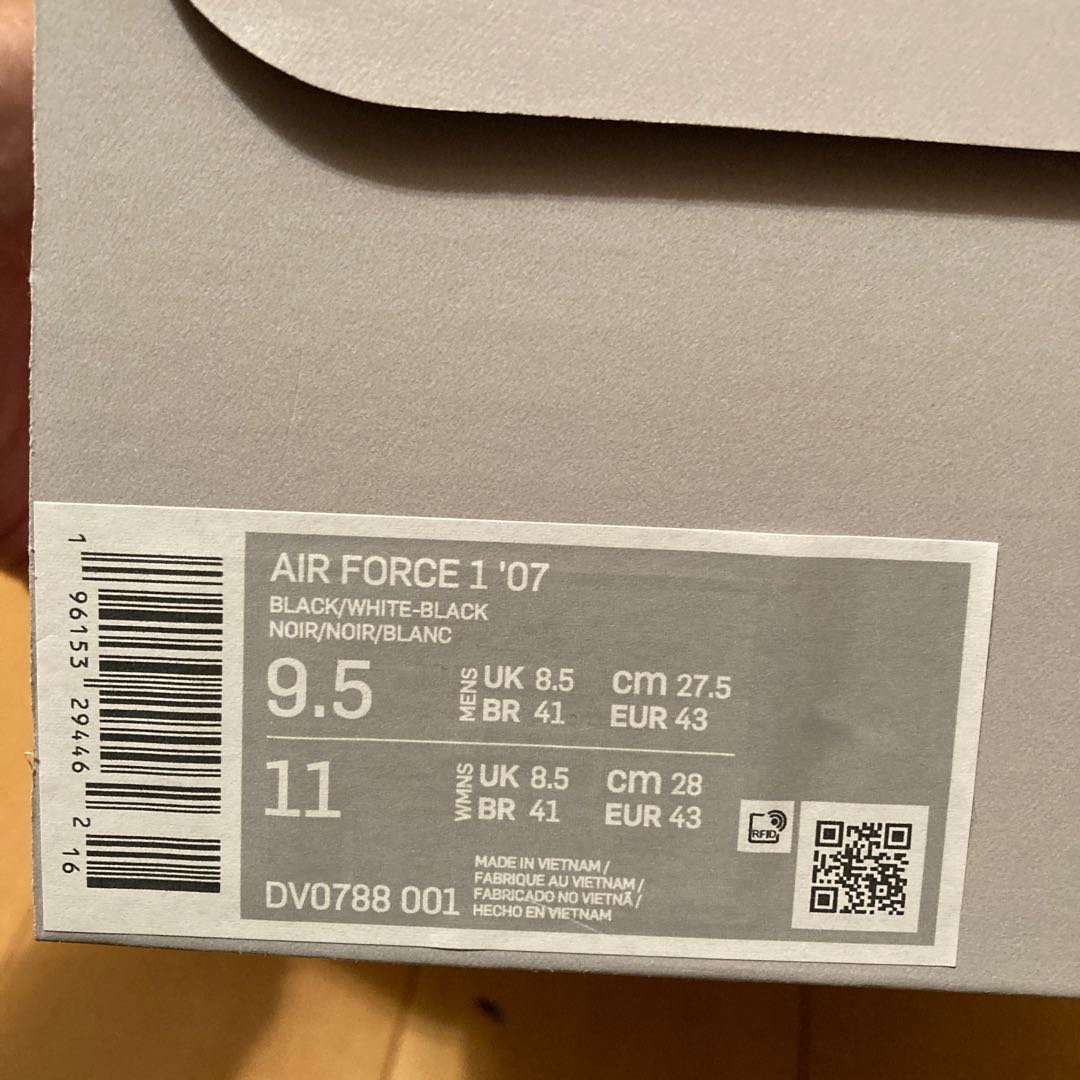 AIR FORCE 1 '07
BLACK/WHITE-BLACK
NOIR/NOIR/BLANC
9.5 MENS UK 8.5 cm 27.5
BR 41 EUR 43
11 WMNS UK 8.5 cm 28
BR 41 EUR 43
MADE IN VIETNAM /
FABRIQUE AU VIETNAM /
FABRICADO NO VIETNÃ /
HECHO EN VIETNAM
DV0788 001
RFID
1 96153 29446 2 16